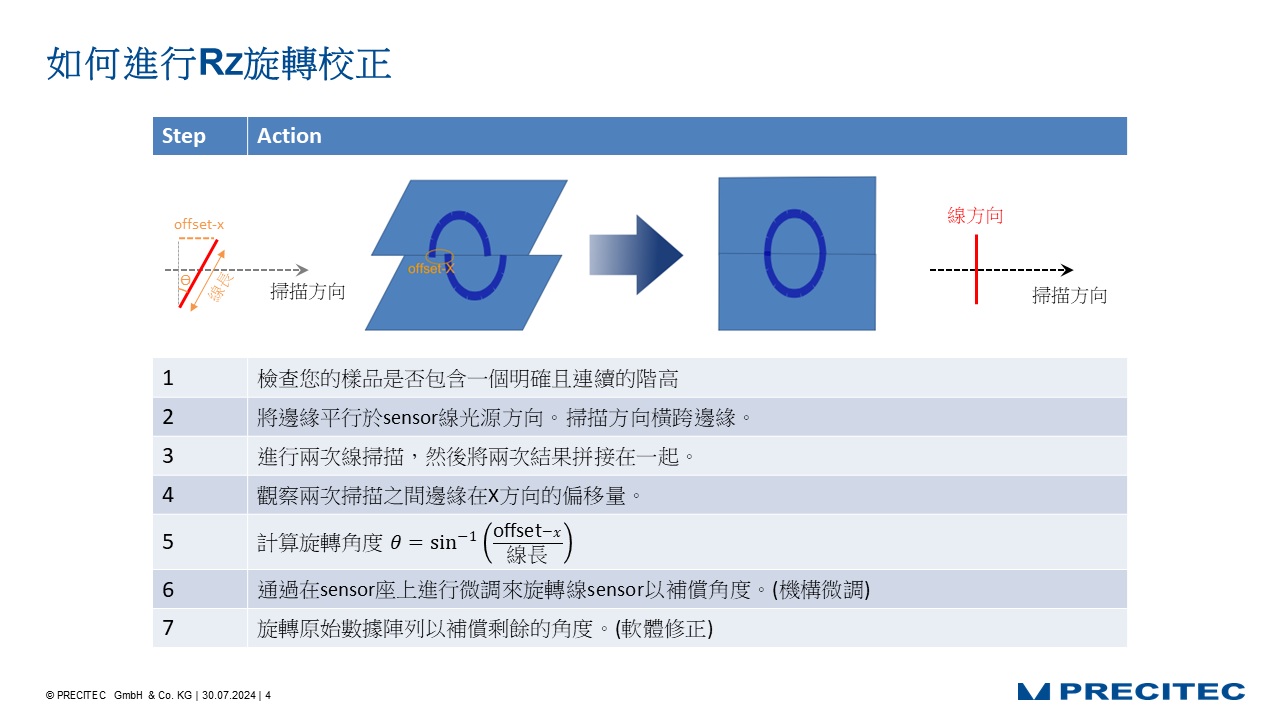 如何進行Rz旋轉校正
Step Action
offset-x
θ
線長
掃描方向
offset-X
線方向
掃描方向
1 檢查您的樣品是否包含一個明確且連續的階高
2 將邊緣平行於sensor線光源方向。掃描方向橫跨邊緣。
3 進行兩次線掃描，然後將兩次結果拼接在一起。
4 觀察兩次掃描之間邊緣在X方向的偏移量。
5 計算旋轉角度 θ = sin⁻¹(offset−x/線長)
6 通過在sensor座上進行微調來旋轉線sensor以補償角度。(機構微調)
7 旋轉原始數據陣列以補償剩餘的角度。(軟體修正)
© PRECITEC GmbH & Co. KG | 30.07.2024 | 4
PRECITEC